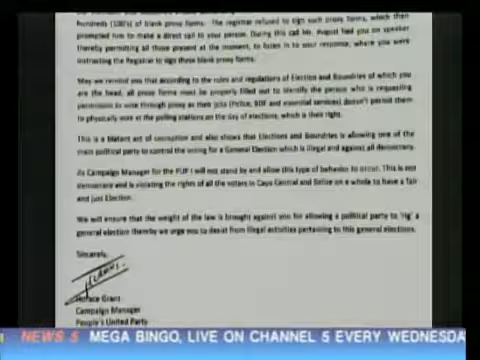 hundreds (100's) of blank proxy forms. The registrar refused to sign such proxy forms, which then
prompted him to make a direct call to your person. During this call Mr. August had you on speaker
thereby permitting all those present at the moment, to listen in to your response, where you were
instructing the Registrar to sign these blank proxy forms.
May we remind you that according to the rules and regulations of Election and Boundries of which you
are the head, all proxy forms must be properly filled out to identify the person who is requesting
permission to vote through proxy as their jobs (Police, BDF and essential services) doesn't permit them
to physically vote at the polling stations on the day of elections, which is their right.
This is a blatant act of corruption and also shows that Elections and Boundries is allowing one of the
main political party to control the voting for a General Election which is illegal and against all democracy.
As Campaign Manager for the PUP I will not stand by and allow this type of behavior to occur. This is not
democracy and is violating the rights of all the voters in Cayo Central and Belize on a whole to have a fair
and just Election.
We will ensure that the weight of the law is brought against you for allowing a political party to 'rig' a
general election thereby we urge you to desist from illegal activities pertaining to this general elections.
Sincerely,
Horace Grant
Campaign Manager
People's United Party
NEWS 5 MEGA BINGO, LIVE ON CHANNEL 5 EVERY WEDNESDA